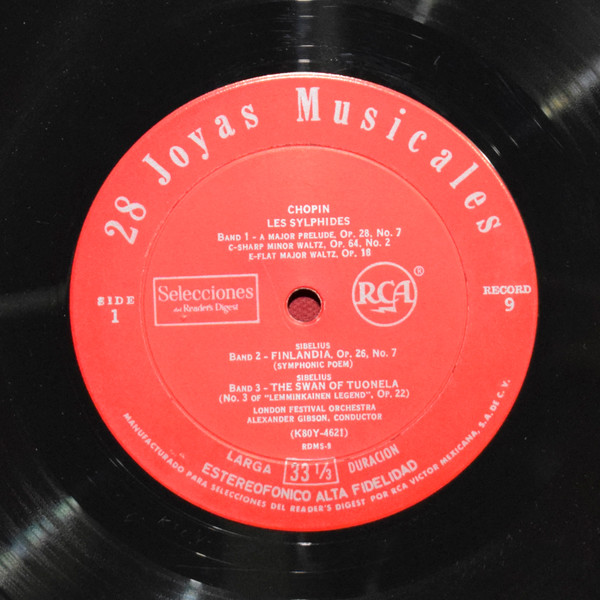 28 Joyas Musicales
CHOPIN
LES SYLPHIDES
BAND 1 - A MAJOR PRELUDE, OP. 28, NO. 7
C-SHARP MINOR WALTZ, OP. 64, NO. 2
E-FLAT MAJOR WALTZ, OP. 18
SIDE
1
Selecciones
del Reader's Digest
RCA®
RECORD
9
SIBELIUS
BAND 2 - FINLANDIA, OP. 26, NO. 7
(SYMPHONIC POEM)
SIBELIUS
BAND 3 - THE SWAN OF TUONELA
(NO. 3 OF "LEMMINKAINEN LEGEND", OP. 22)
LONDON FESTIVAL ORCHESTRA
ALEXANDER GIBSON, CONDUCTOR
(K80Y-4621)
RDMS-9
LARGA 33 1/3 DURACION
ESTEREOFONICO ALTA FIDELIDAD
MANUFACTURADO PARA SELECCIONES DEL READER'S DIGEST POR RCA VICTOR MEXICANA, S.A. DE C.V.